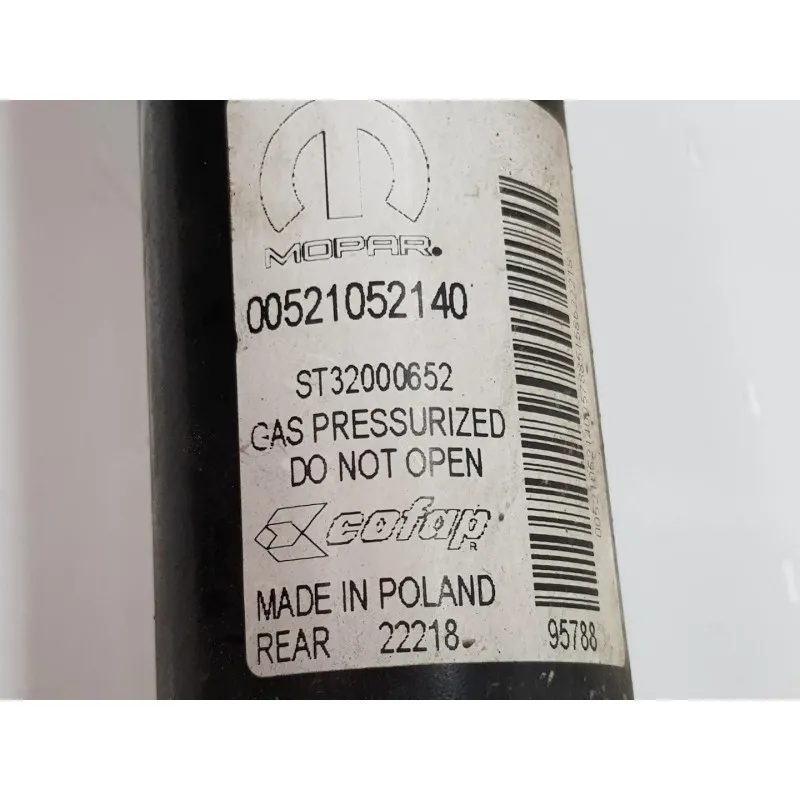 MOPAR.
00521052140
ST32000652
GAS PRESSURIZED
DO NOT OPEN
cofap R
MADE IN POLAND
REAR 22218
95788